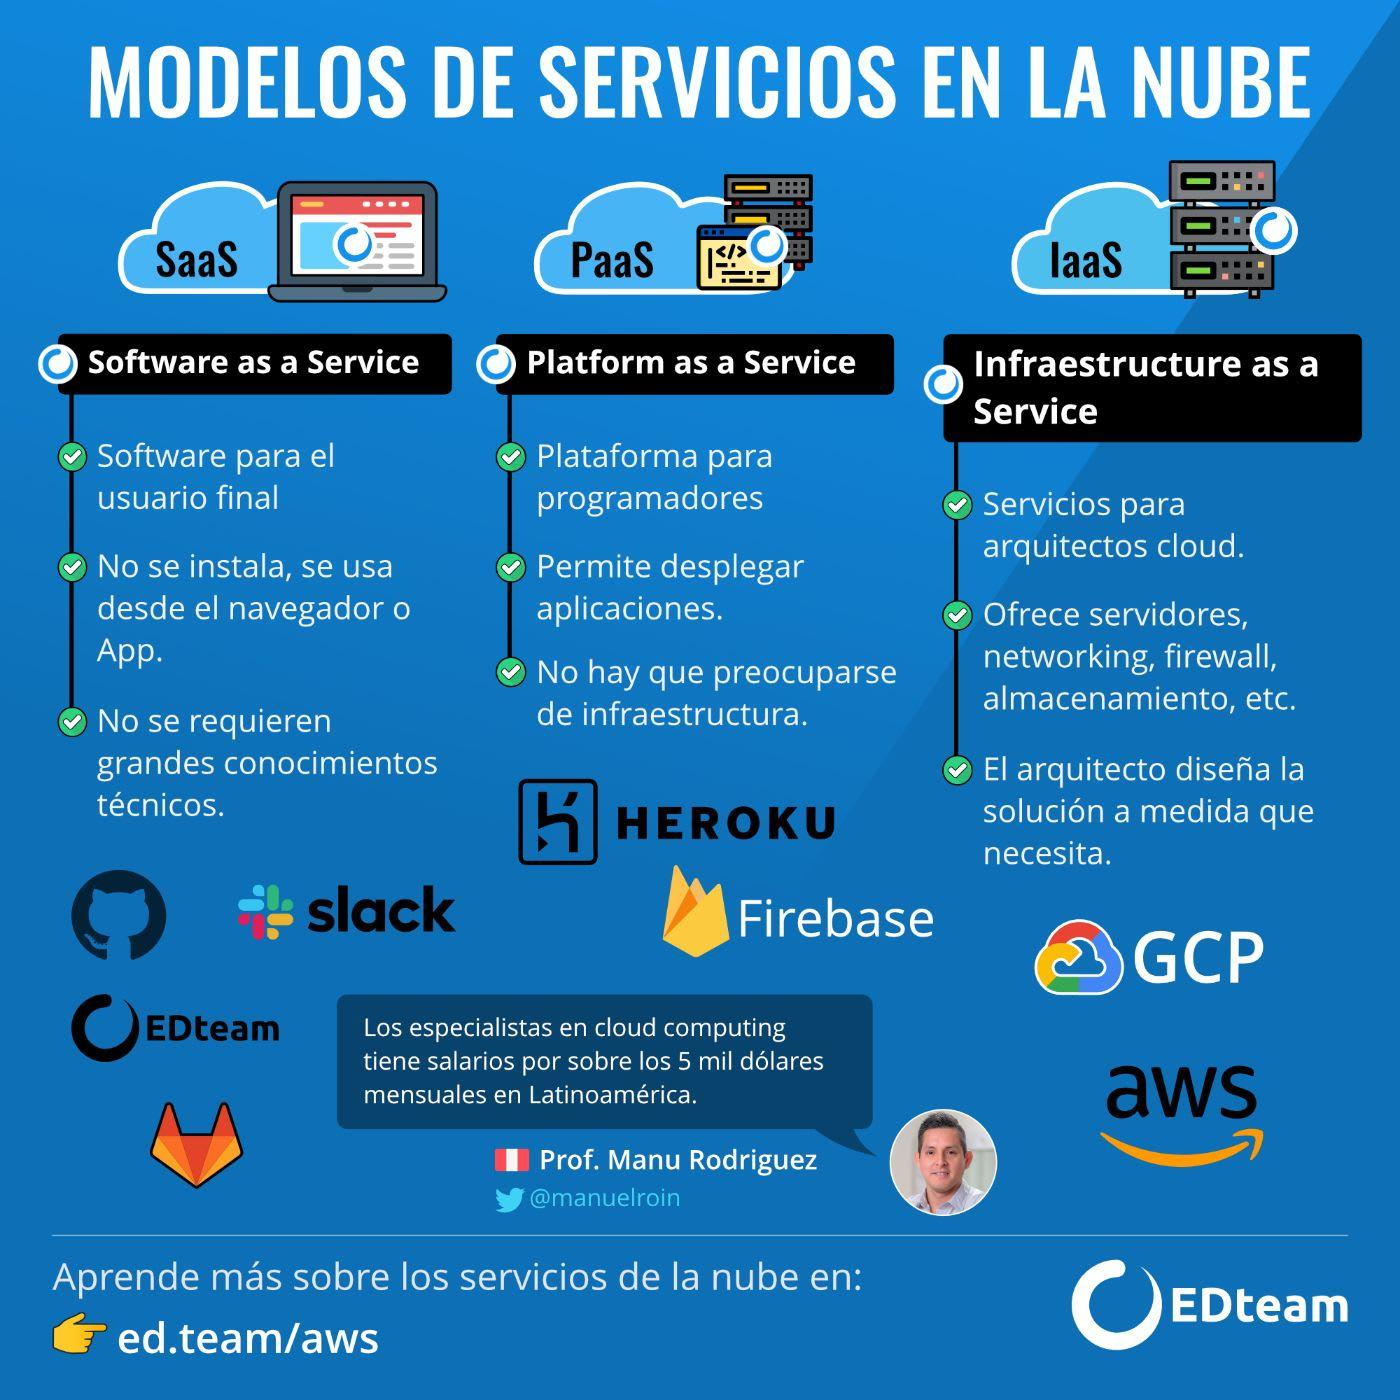 MODELOS DE SERVICIOS EN LA NUBE
SaaS
Software as a Service
Software para el
usuario final
No se instala, se usa
desde el navegador o
App.
No se requieren
grandes conocimientos
técnicos.
slack
EDteam
PaaS
</>
Platform as a Service
Plataforma para
programadores
Permite desplegar
aplicaciones.
No hay que preocuparse
de infraestructura.
HEROKU
Firebase
IaaS
Infraestructure as a
Service
Servicios para
arquitectos cloud.
Ofrece servidores,
networking, firewall,
almacenamiento, etc.
El arquitecto diseña la
solución a medida que
necesita.
GCP
aws
Los especialistas en cloud computing
tiene salarios por sobre los 5 mil dólares
mensuales en Latinoamérica.
Prof. Manu Rodriguez
@manuelroin
Aprende más sobre los servicios de la nube en:
ed.team/aws
EDteam